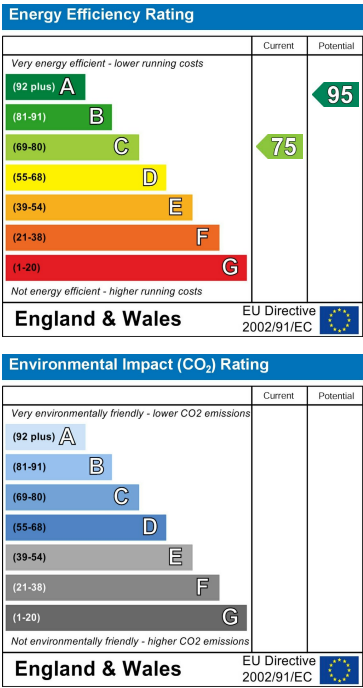 Energy Efficiency Rating
Current Potential
Very energy efficient - lower running costs
(92 plus) A
95
(81-91) B
(69-80) C
75
(55-68) D
(39-54) E
(21-38) F
(1-20) G
Not energy efficient - higher running costs
England & Wales
EU Directive
2002/91/EC
Environmental Impact (CO2) Rating
Current Potential
Very environmentally friendly - lower CO2 emissions
(92 plus) A
(81-91) B
(69-80) C
(55-68) D
(39-54) E
(21-38) F
(1-20) G
Not environmentally friendly - higher CO2 emissions
England & Wales
EU Directive
2002/91/EC